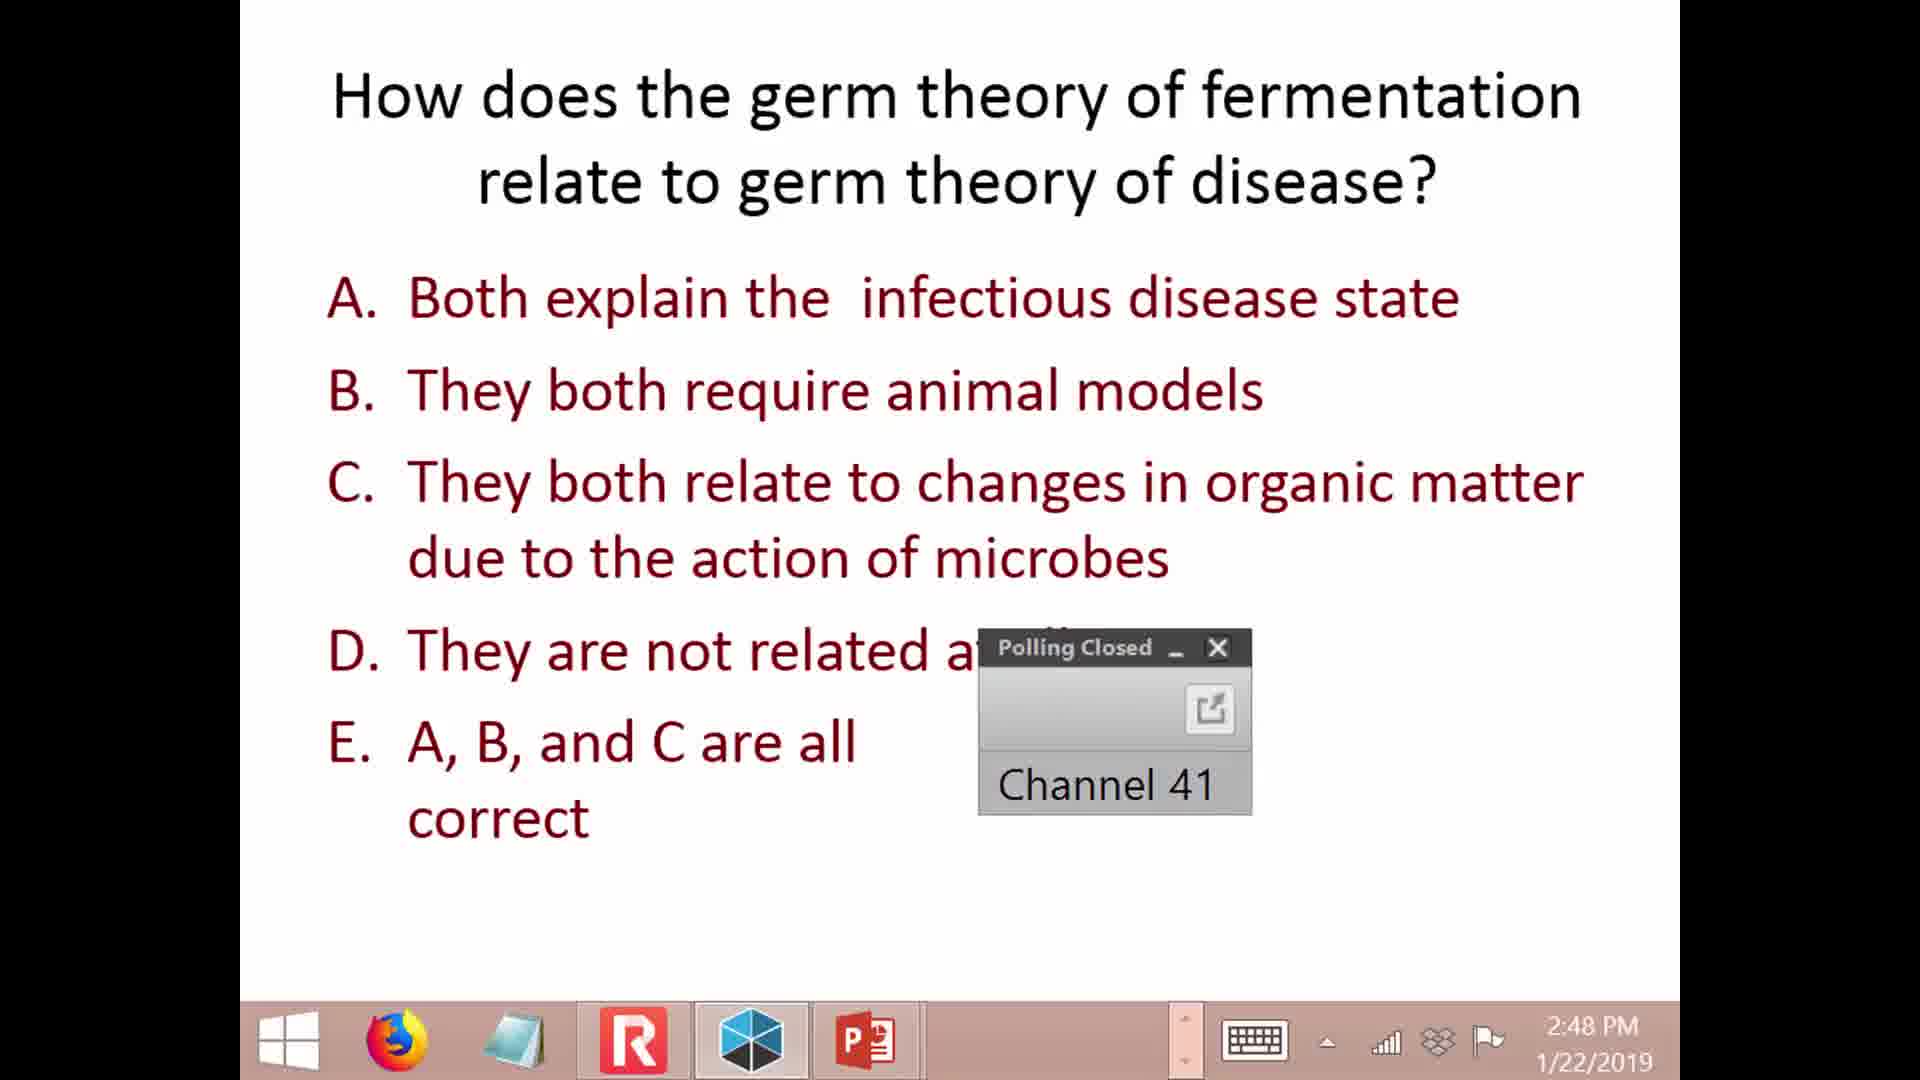 How does the germ theory of fermentation
relate to germ theory of disease?
A. Both explain the infectious disease state
B. They both require animal models
C. They both relate to changes in organic matter
due to the action of microbes
D. They are not related
E. A, B, and C are all
correct
Polling Closed
Channel 41
2:48 PM
1/22/2019